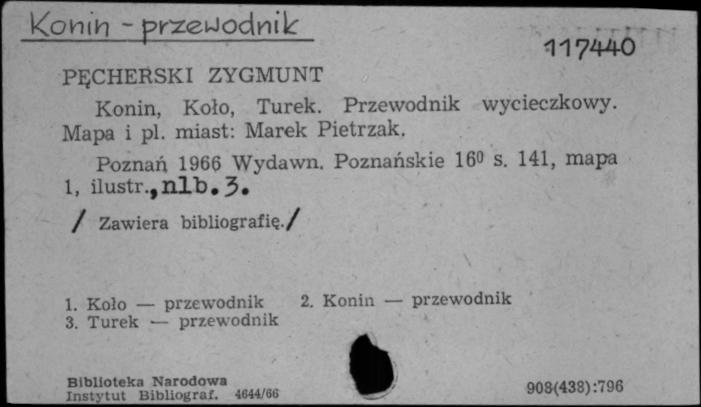 Konin - przewodnik
117440
PĘCHERSKI ZYGMUNT
Konin, Koło, Turek. Przewodnik wycieczkowy.
Mapa i pl. miast: Marek Pietrzak.
Poznań 1966 Wydawn. Poznańskie 16⁰ s. 141, mapa
1, ilustr., nlb. 3.
/ Zawiera bibliografię. /
1. Koło — przewodnik 2. Konin — przewodnik
3. Turek — przewodnik
Biblioteka Narodowa
Instytut Bibliograf. 4644/66
908(438):796